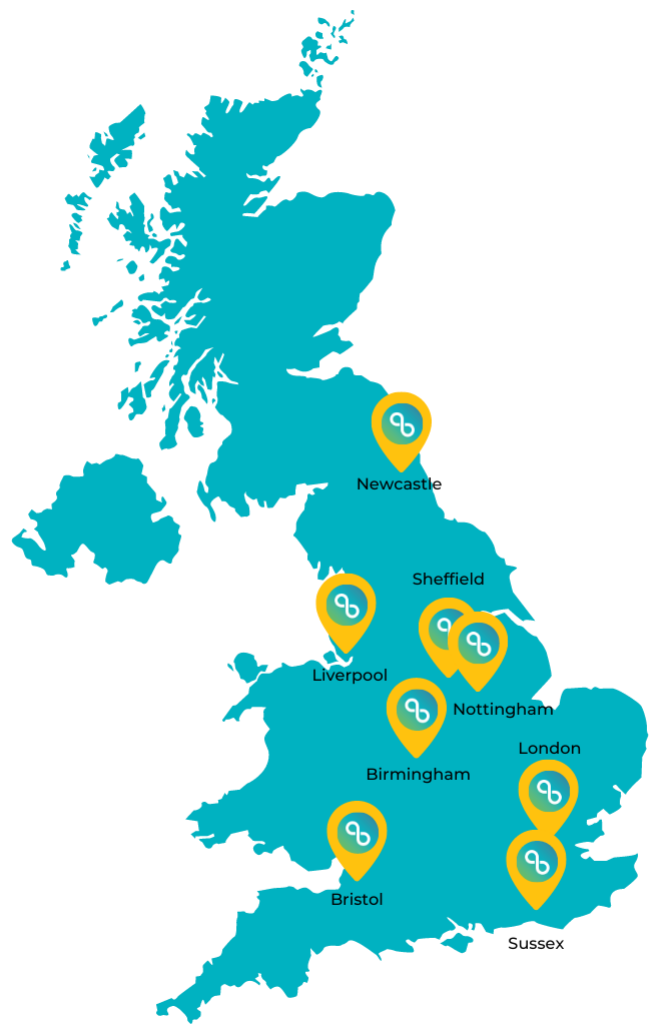 Newcastle
Sheffield
Liverpool
Nottingham
London
Birmingham
Bristol
Sussex